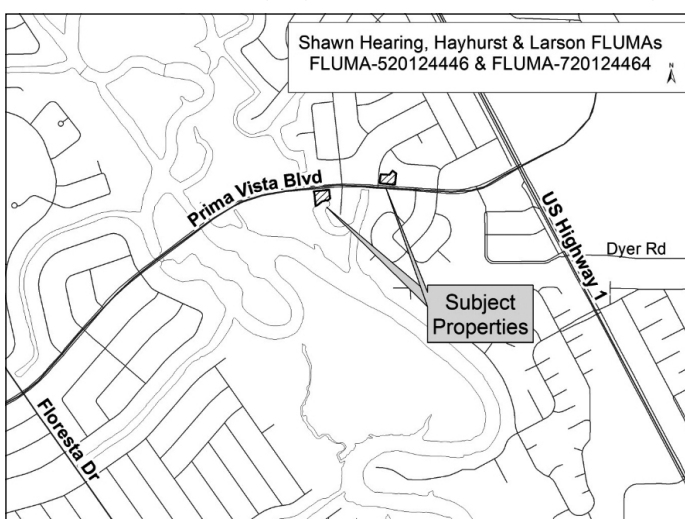 Shawn Hearing, Hayhurst & Larson FLUMAs
FLUMA-520124446 & FLUMA-720124464
N
Prima Vista Blvd
US Highway 1
Dyer Rd
Subject
Properties
Floresta Dr